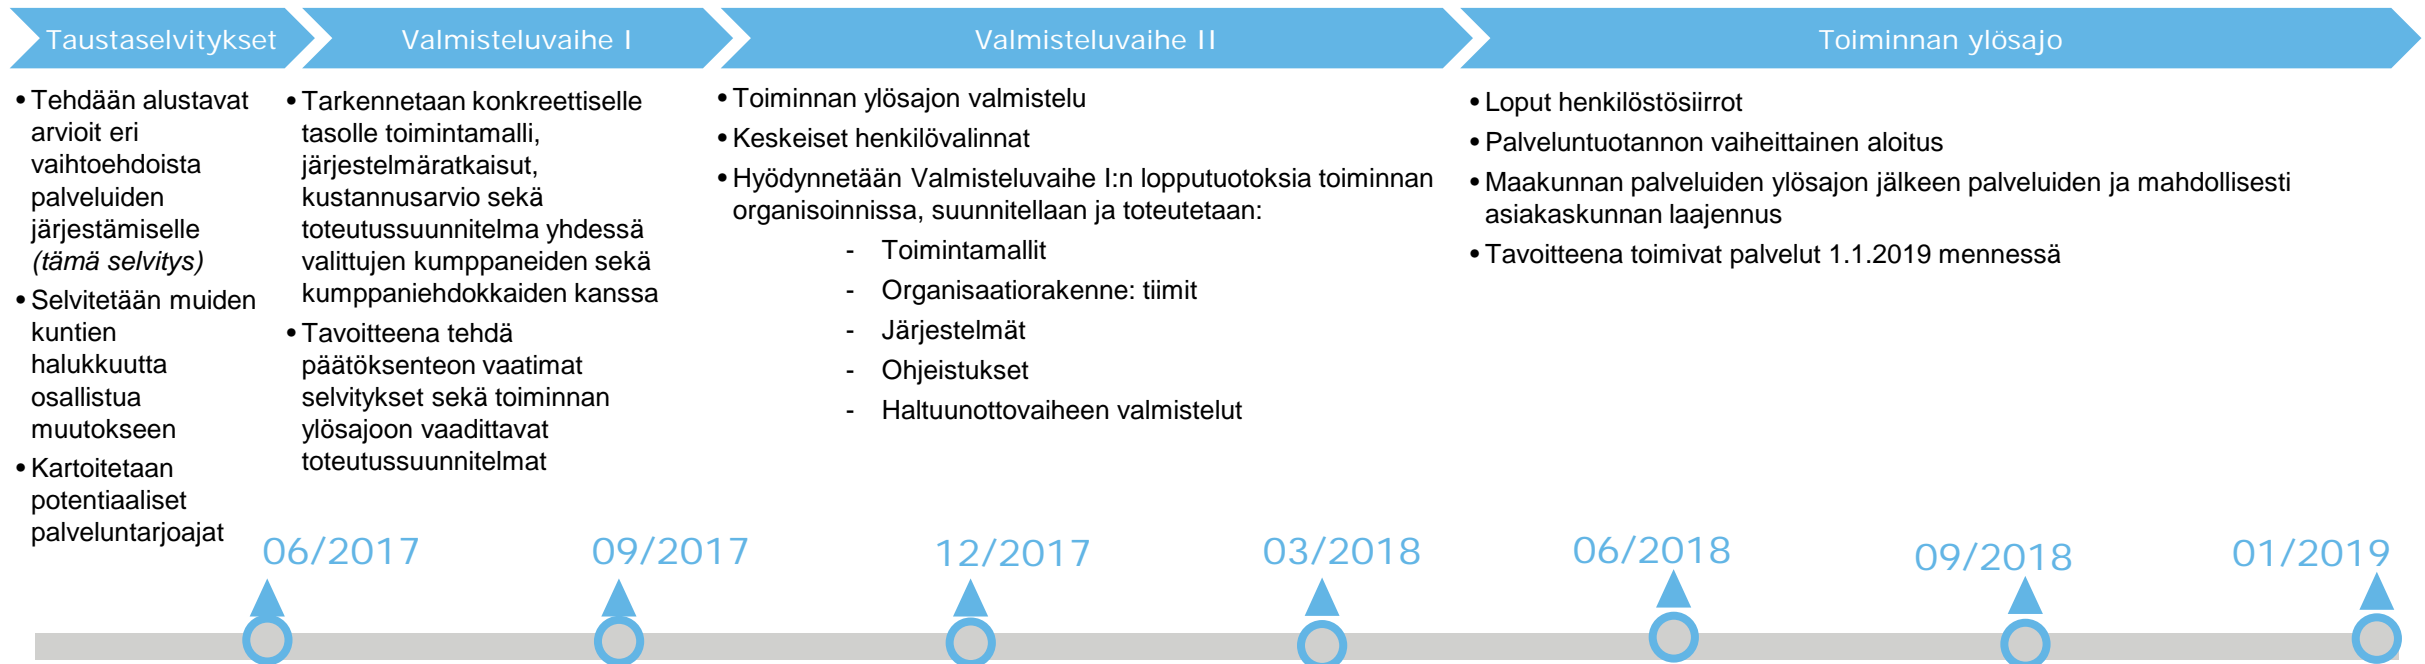 Taustaselvitykset
Valmisteluvaihe I
Valmisteluvaihe II
Toiminnan ylösajo
• Tehdään alustavat
arvioit eri
vaihtoehdoista
palveluiden
järjestämiselle
(tämä selvitys)
• Selvitetään muiden
kuntien
halukkuutta
osallistua
muutokseen
• Kartoitetaan
potentiaaliset
palveluntarjoajat
• Tarkennetaan konkreettiselle
tasolle toimintamalli,
järjestelmäratkaisut,
kustannusarvio sekä
toteutussuunnitelma yhdessä
valittujen kumppaneiden sekä
kumppaniehdokkaiden kanssa
• Tavoitteena tehdä
päätöksenteon vaatimat
selvitykset sekä toiminnan
ylösajoon vaadittavat
toteutussuunnitelmat
• Toiminnan ylösajon valmistelu
• Keskeiset henkilövalinnat
• Hyödynnetään Valmisteluvaihe I:n lopputuotoksia toiminnan
organisoinnissa, suunnitellaan ja toteutetaan:
- Toimintamallit
- Organisaatiorakenne: tiimit
- Järjestelmät
- Ohjeistukset
- Haltuunottovaiheen valmistelut
• Loput henkilöstösiirrot
• Palveluntuotannon vaiheittainen aloitus
• Maakunnan palveluiden ylösajon jälkeen palveluiden ja mahdollisesti
asiakaskunnan laajennus
• Tavoitteena toimivat palvelut 1.1.2019 mennessä
06/2017
09/2017
12/2017
03/2018
06/2018
09/2018
01/2019